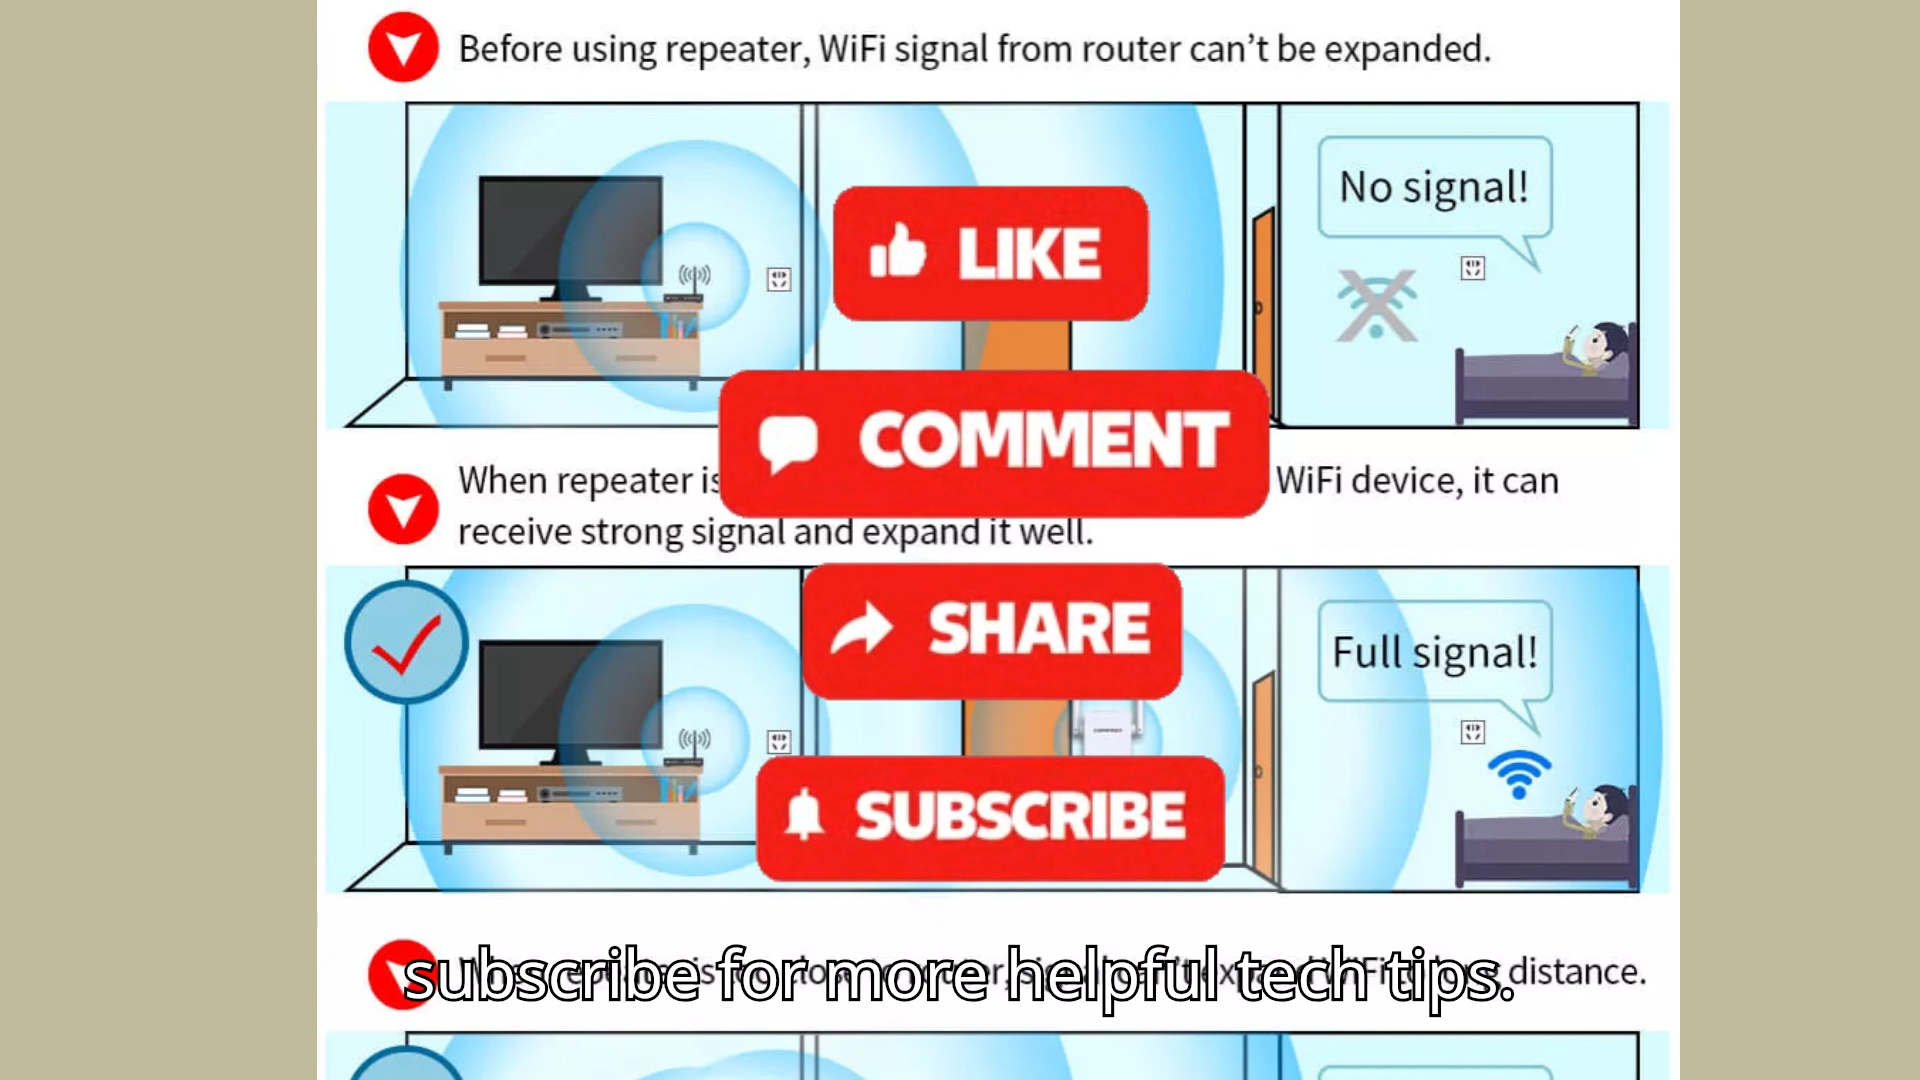 Before using repeater, WiFi signal from router can't be expanded.
No signal!
LIKE
COMMENT
When repeater is WiFi device, it can
receive strong signal and expand it well.
SHARE
Full signal!
SUBSCRIBE
subscribe for more helpful tech tips.
distance.